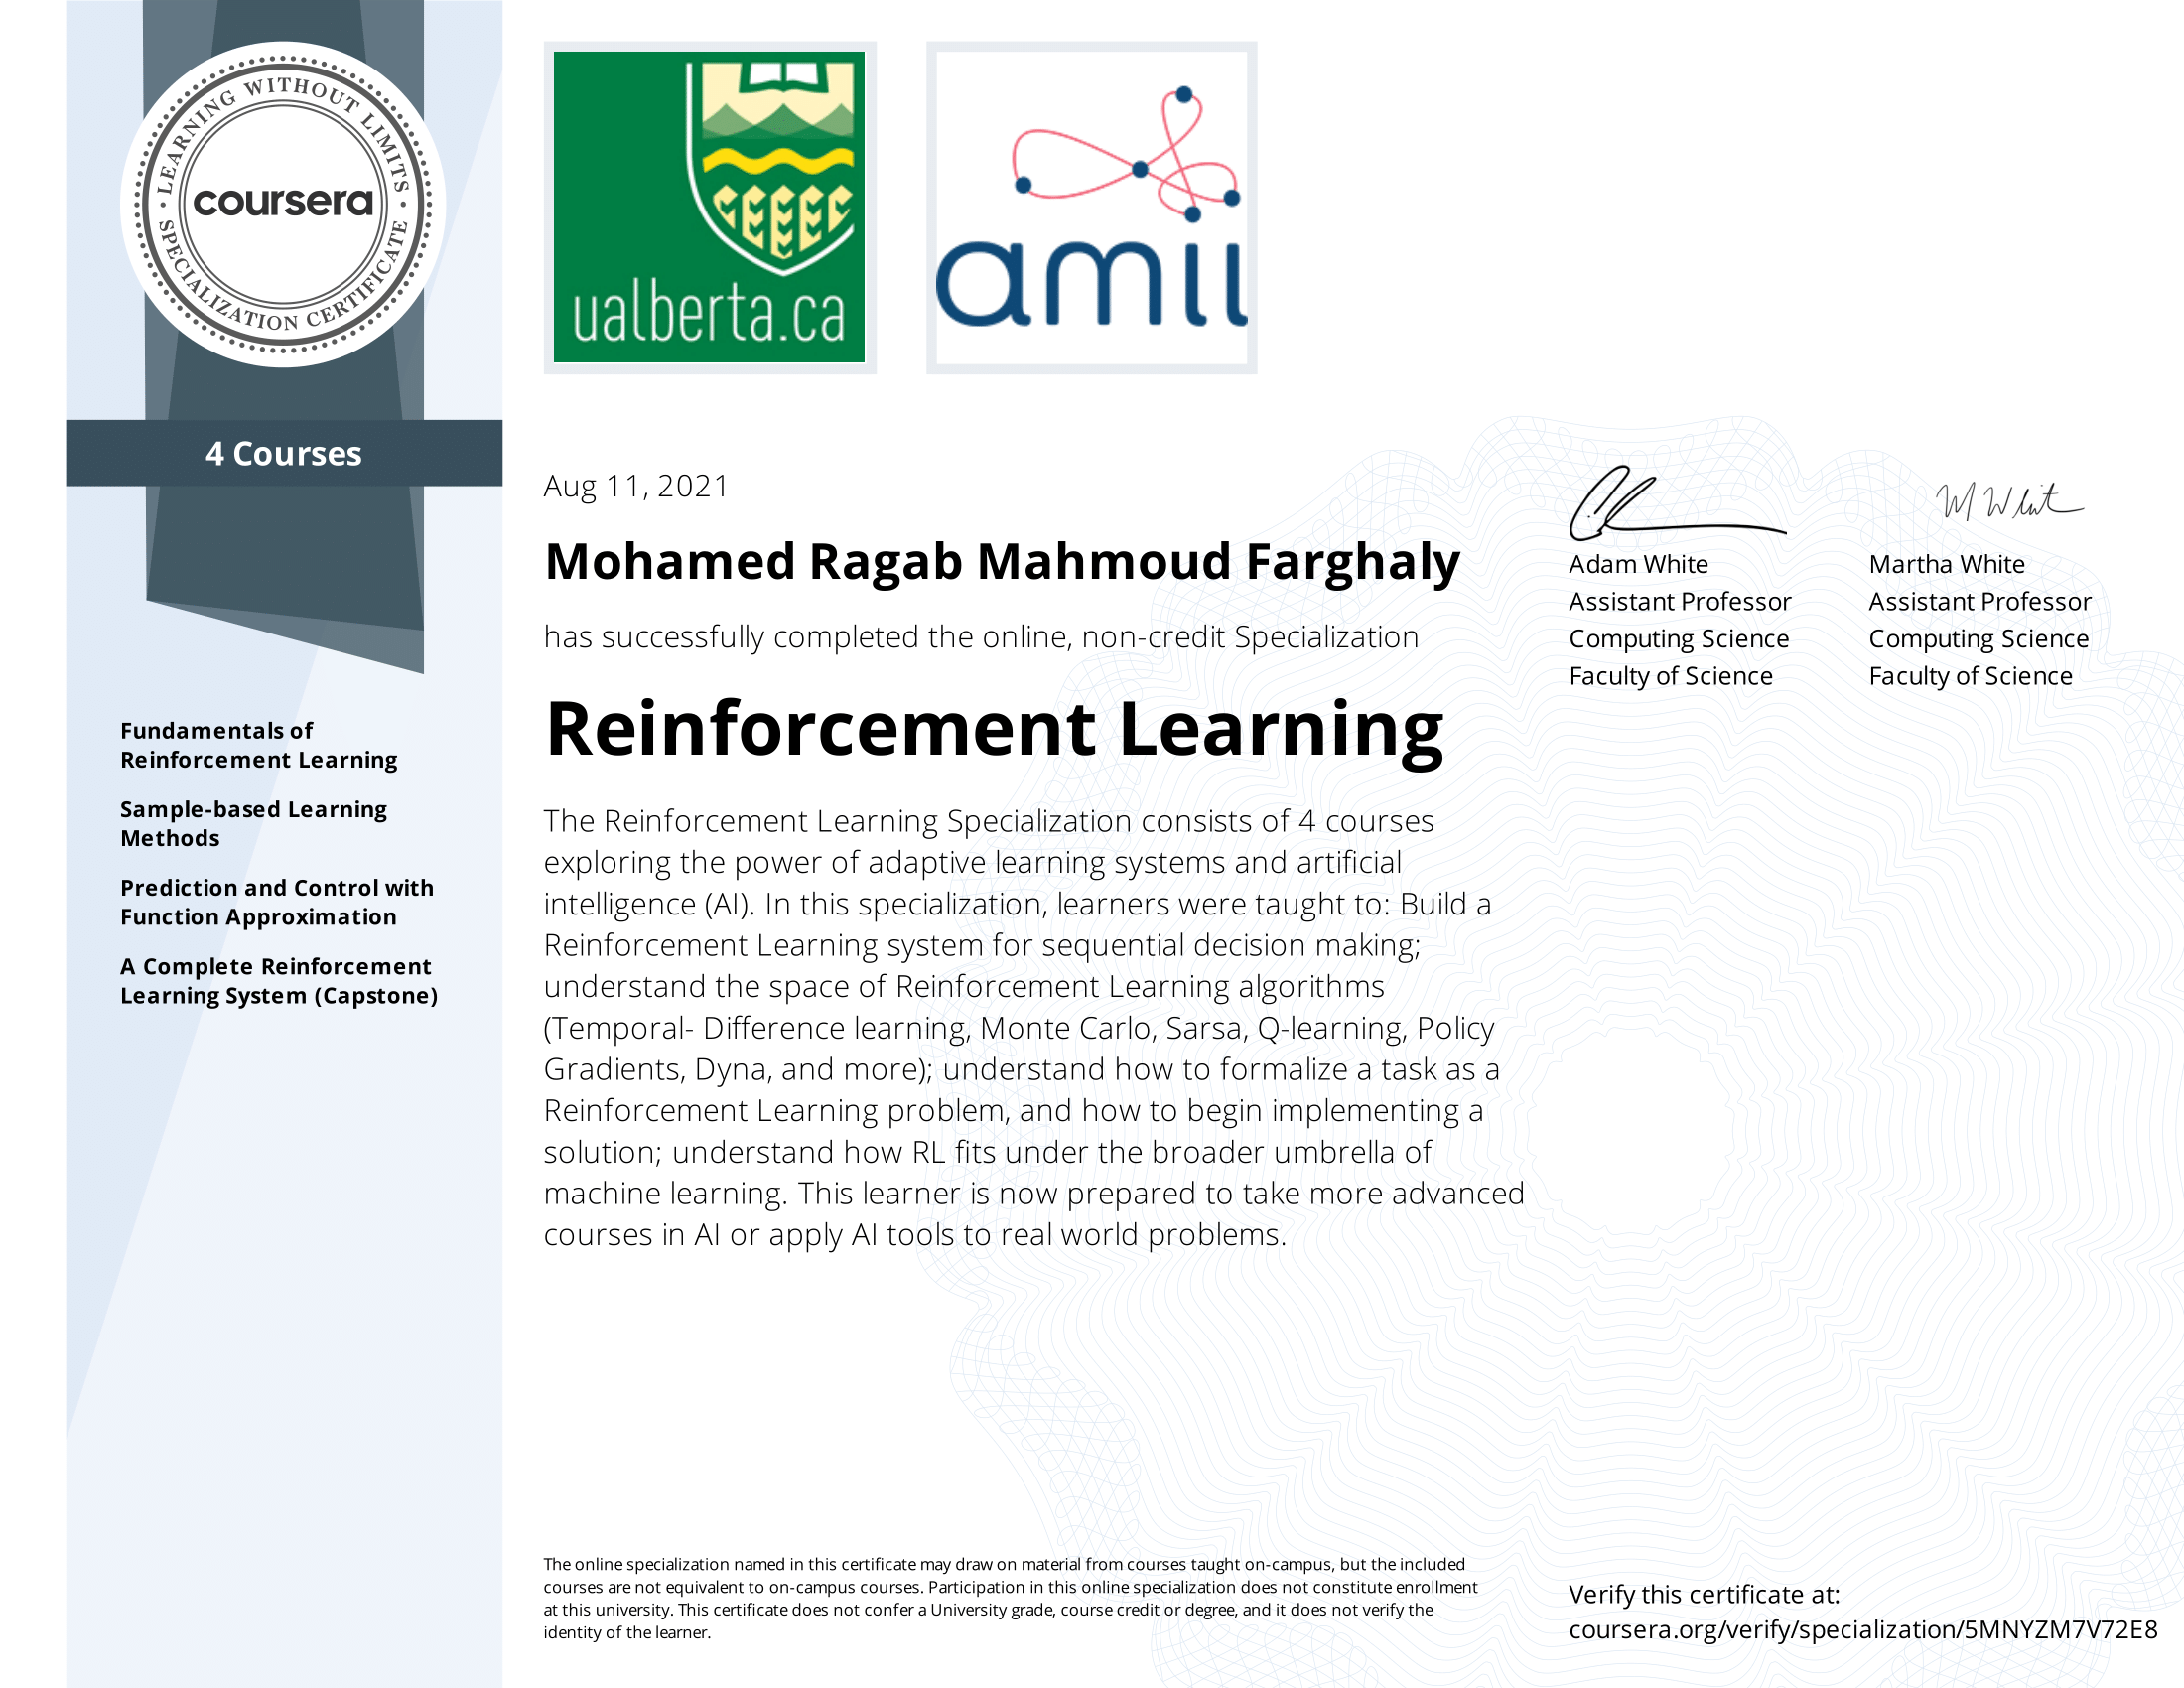 LEARNING WITHOUT LIMITS
coursera
SPECIALIZATION CERTIFICATE
4 Courses
Fundamentals of
Reinforcement Learning
Sample-based Learning
Methods
Prediction and Control with
Function Approximation
A Complete Reinforcement
Learning System (Capstone)
ualberta.ca
amii
Aug 11, 2021
Mohamed Ragab Mahmoud Farghaly
has successfully completed the online, non-credit Specialization
Reinforcement Learning
The Reinforcement Learning Specialization consists of 4 courses
exploring the power of adaptive learning systems and artificial
intelligence (AI). In this specialization, learners were taught to: Build a
Reinforcement Learning system for sequential decision making;
understand the space of Reinforcement Learning algorithms
(Temporal- Difference learning, Monte Carlo, Sarsa, Q-learning, Policy
Gradients, Dyna, and more); understand how to formalize a task as a
Reinforcement Learning problem, and how to begin implementing a
solution; understand how RL fits under the broader umbrella of
machine learning. This learner is now prepared to take more advanced
courses in AI or apply AI tools to real world problems.
M White
Adam White
Assistant Professor
Computing Science
Faculty of Science
Martha White
Assistant Professor
Computing Science
Faculty of Science
The online specialization named in this certificate may draw on material from courses taught on-campus, but the included
courses are not equivalent to on-campus courses. Participation in this online specialization does not constitute enrollment
at this university. This certificate does not confer a University grade, course credit or degree, and it does not verify the
identity of the learner.
Verify this certificate at:
coursera.org/verify/specialization/5MNYZM7V72E8